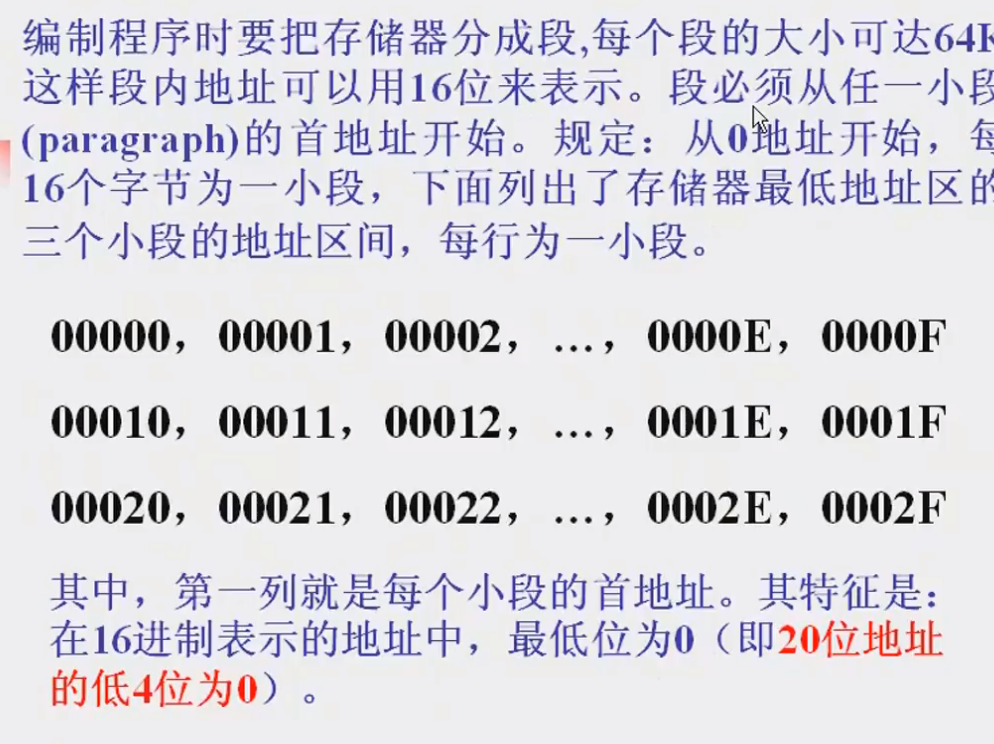 编制程序时要把存储器分成段,每个段的大小可达64K
这样段内地址可以用16位来表示。段必须从任一小段
(paragraph)的首地址开始。规定：从0地址开始，每
16个字节为一小段，下面列出了存储器最低地址区的
三个小段的地址区间，每行为一小段。
00000，00001，00002，…，0000E，0000F
00010，00011，00012，…，0001E，0001F
00020，00021，00022，…，0002E，0002F
其中，第一列就是每个小段的首地址。其特征是：
在16进制表示的地址中，最低位为0（即20位地址
的低4位为0）。